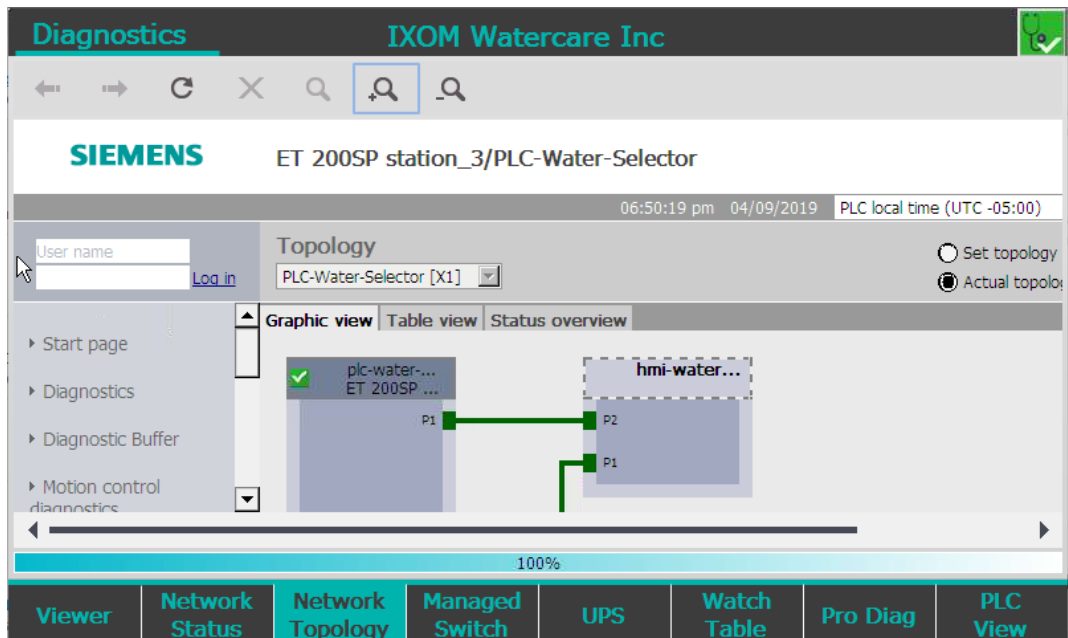 Diagnostics
IXOM Watercare Inc
SIEMENS
ET 200SP station_3/PLC-Water-Selector
06:50:19 pm 04/09/2019 PLC local time (UTC -05:00)
User name
Log in
Topology
PLC-Water-Selector [X1]
Set topology
Actual topolo
Graphic view Table view Status overview
Start page
Diagnostics
Diagnostic Buffer
Motion control
diagnostics
plc-water-...
ET 200SP ...
P1
hmi-water...
P2
P1
100%
Viewer
Network
Status
Network
Topology
Managed
Switch
UPS
Watch
Table
Pro Diag
PLC
View